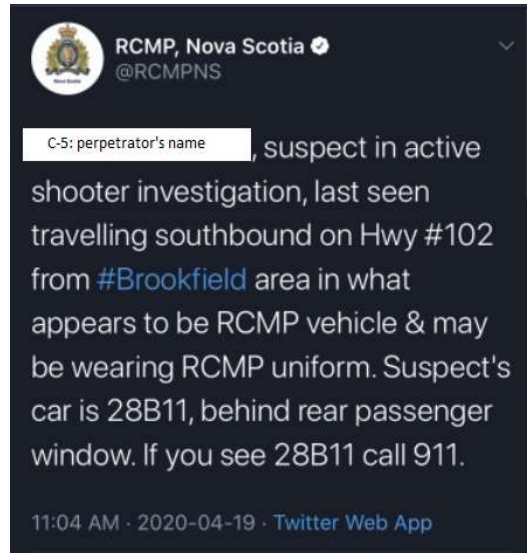 RCMP, Nova Scotia
@RCMPNS
C-5: perpetrator's name , suspect in active
shooter investigation, last seen
travelling southbound on Hwy #102
from #Brookfield area in what
appears to be RCMP vehicle & may
be wearing RCMP uniform. Suspect's
car is 28B11, behind rear passenger
window. If you see 28B11 call 911.
11:04 AM · 2020-04-19 · Twitter Web App